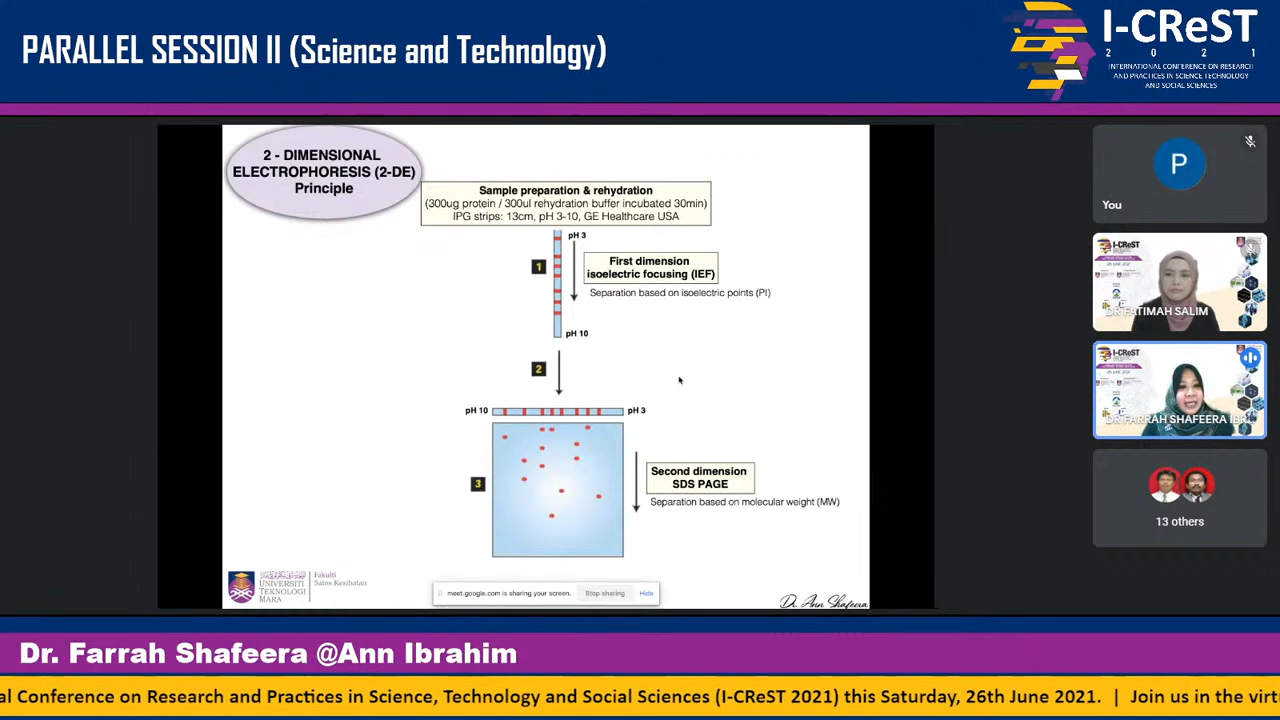 PARALLEL SESSION II (Science and Technology)
I-CReST
2 0 2 1
INTERNATIONAL CONFERENCE ON RESEARCH
AND PRACTICES IN SCIENCE TECHNOLOGY
AND SOCIAL SCIENCES
2 - DIMENSIONAL
ELECTROPHORESIS (2-DE)
Principle
Sample preparation & rehydration
(300ug protein / 300ul rehydration buffer incubated 30min)
IPG strips: 13cm, pH 3-10, GE Healthcare USA
pH 3
1
First dimension
isoelectric focusing (IEF)
Separation based on isoelectric points (PI)
pH 10
2
pH 10
pH 3
3
Second dimension
SDS PAGE
Separation based on molecular weight (MW)
UNIVERSITI
TEKNOLOGI
MARA
Fakulti
Sains Kesihatan
meet.google.com is sharing your screen.
Stop sharing
Hide
Dr. Ann Shafeera
P
You
I-CReST
DR FATIMAH SALIM
I-CReST
DR FARRAH SHAFEERA IBR...
13 others
Dr. Farrah Shafeera @Ann Ibrahim
al Conference on Research and Practices in Science, Technology and Social Sciences (I-CReST 2021) this Saturday, 26th June 2021. | Join us in the virt